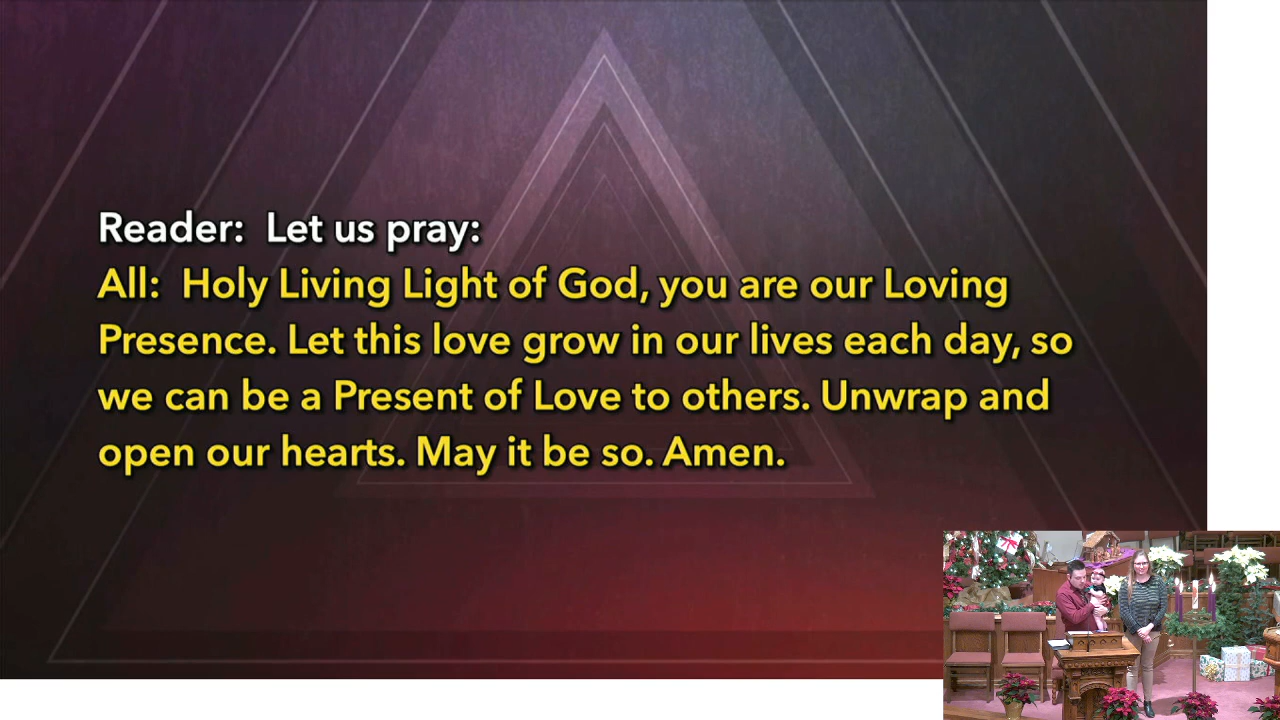 Reader: Let us pray:
All: Holy Living Light of God, you are our Loving
Presence. Let this love grow in our lives each day, so
we can be a Present of Love to others. Unwrap and
open our hearts. May it be so. Amen.